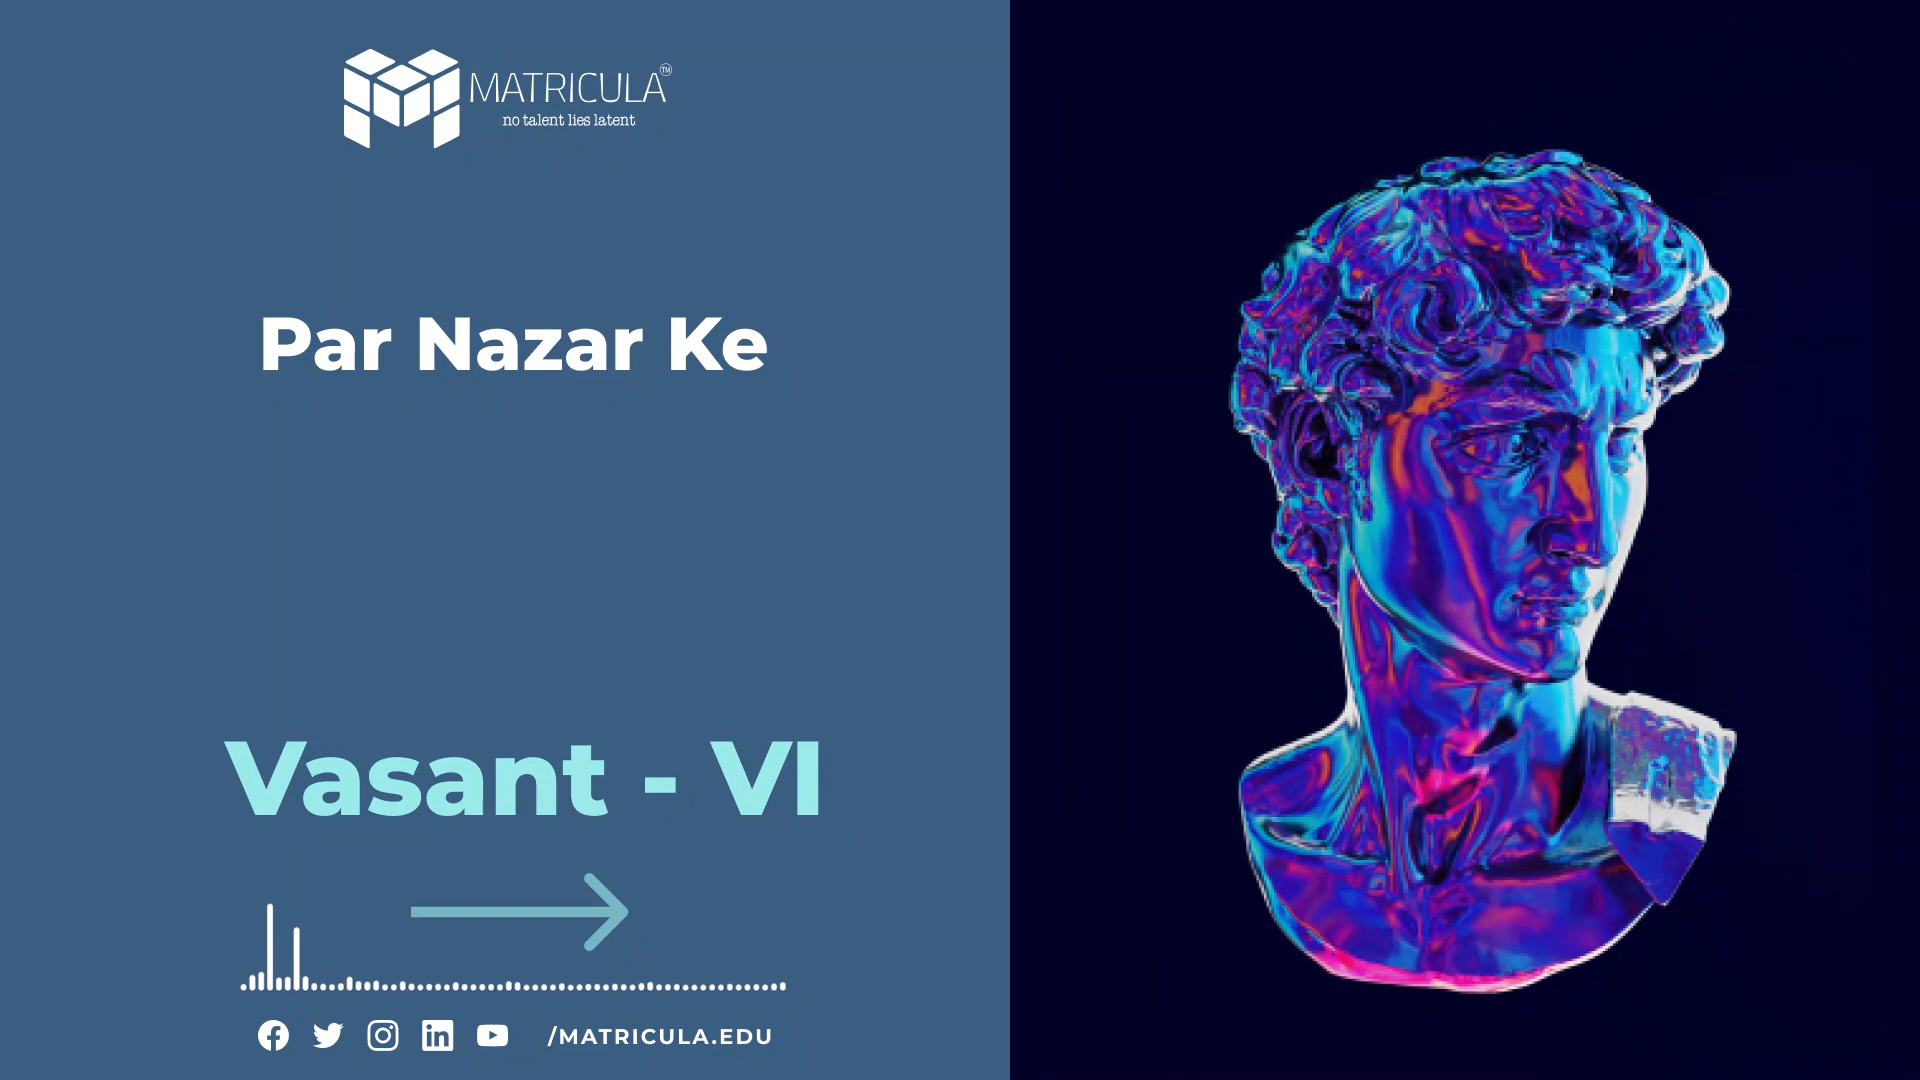 MATRICULA™
no talent lies latent
Par Nazar Ke
Vasant - VI
/MATRICULA.EDU